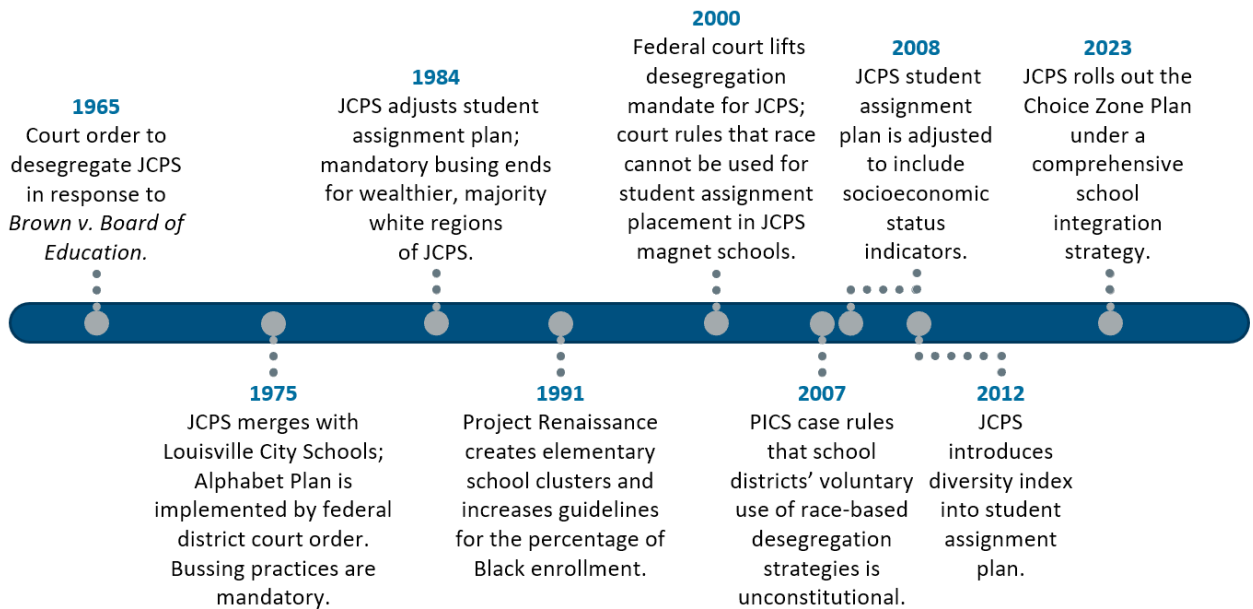 1965
Court order to
desegregate JCPS
in response to
Brown v. Board of
Education.
1975
JCPS merges with
Louisville City Schools;
Alphabet Plan is
implemented by federal
district court order.
Bussing practices are
mandatory.
1984
JCPS adjusts student
assignment plan;
mandatory busing ends
for wealthier, majority
white regions
of JCPS.
1991
Project Renaissance
creates elementary
school clusters and
increases guidelines
for the percentage of
Black enrollment.
2000
Federal court lifts
desegregation
mandate for JCPS;
court rules that race
cannot be used for
student assignment
placement in JCPS
magnet schools.
2007
PICS case rules
that school
districts’ voluntary
use of race-based
desegregation
strategies is
unconstitutional.
2008
JCPS student
assignment
plan is adjusted
to include
socioeconomic
status
indicators.
2012
JCPS
introduces
diversity index
into student
assignment
plan.
2023
JCPS rolls out the
Choice Zone Plan
under a
comprehensive
school
integration
strategy.